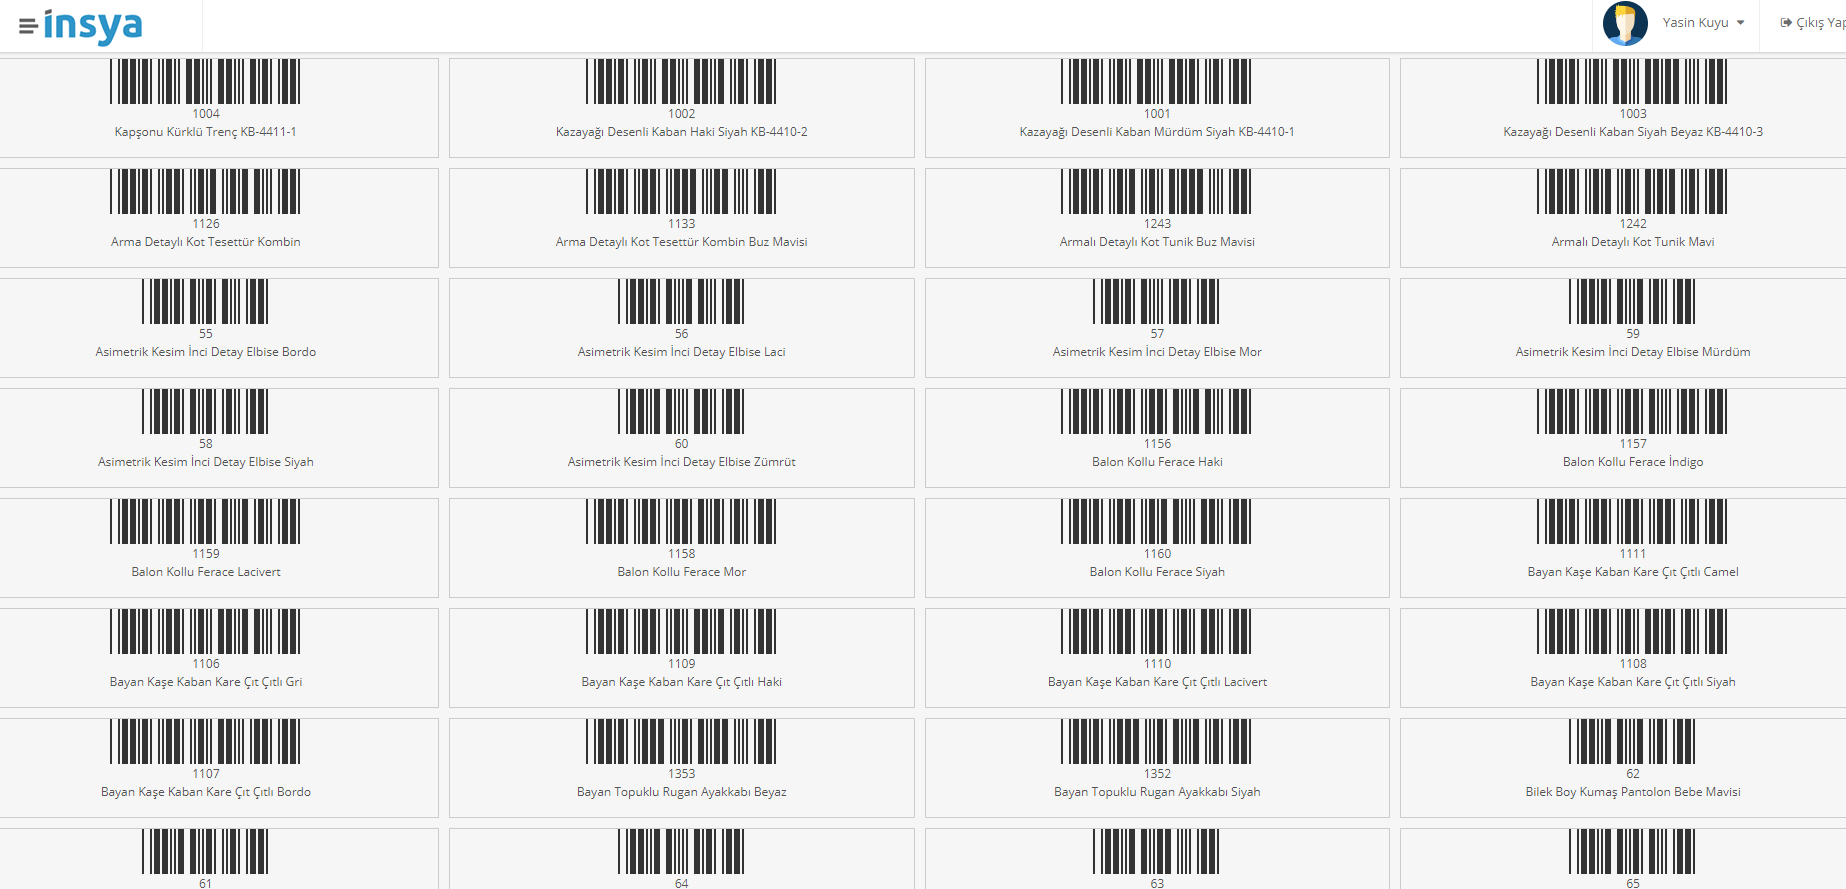 insya
Yasin Kuyu
Çıkış Yap
1004
Kapşonu Kürklü Trenç KB-4411-1
1002
Kazayağı Desenli Kaban Haki Siyah KB-4410-2
1001
Kazayağı Desenli Kaban Mürdüm Siyah KB-4410-1
1003
Kazayağı Desenli Kaban Siyah Beyaz KB-4410-3
1126
Arma Detaylı Kot Tesettür Kombin
1133
Arma Detaylı Kot Tesettür Kombin Buz Mavisi
1243
Armalı Detaylı Kot Tunik Buz Mavisi
1242
Armalı Detaylı Kot Tunik Mavi
55
Asimetrik Kesim İnci Detay Elbise Bordo
56
Asimetrik Kesim İnci Detay Elbise Laci
57
Asimetrik Kesim İnci Detay Elbise Mor
59
Asimetrik Kesim İnci Detay Elbise Mürdüm
58
Asimetrik Kesim İnci Detay Elbise Siyah
60
Asimetrik Kesim İnci Detay Elbise Zümrüt
1156
Balon Kollu Ferace Haki
1157
Balon Kollu Ferace İndigo
1159
Balon Kollu Ferace Lacivert
1158
Balon Kollu Ferace Mor
1160
Balon Kollu Ferace Siyah
1111
Bayan Kaşe Kaban Kare Çıt Çıtlı Camel
1106
Bayan Kaşe Kaban Kare Çıt Çıtlı Gri
1109
Bayan Kaşe Kaban Kare Çıt Çıtlı Haki
1110
Bayan Kaşe Kaban Kare Çıt Çıtlı Lacivert
1108
Bayan Kaşe Kaban Kare Çıt Çıtlı Siyah
1107
Bayan Kaşe Kaban Kare Çıt Çıtlı Bordo
1353
Bayan Topuklu Rugan Ayakkabı Beyaz
1352
Bayan Topuklu Rugan Ayakkabı Siyah
62
Bilek Boy Kumaş Pantolon Bebe Mavisi
61
64
63
65